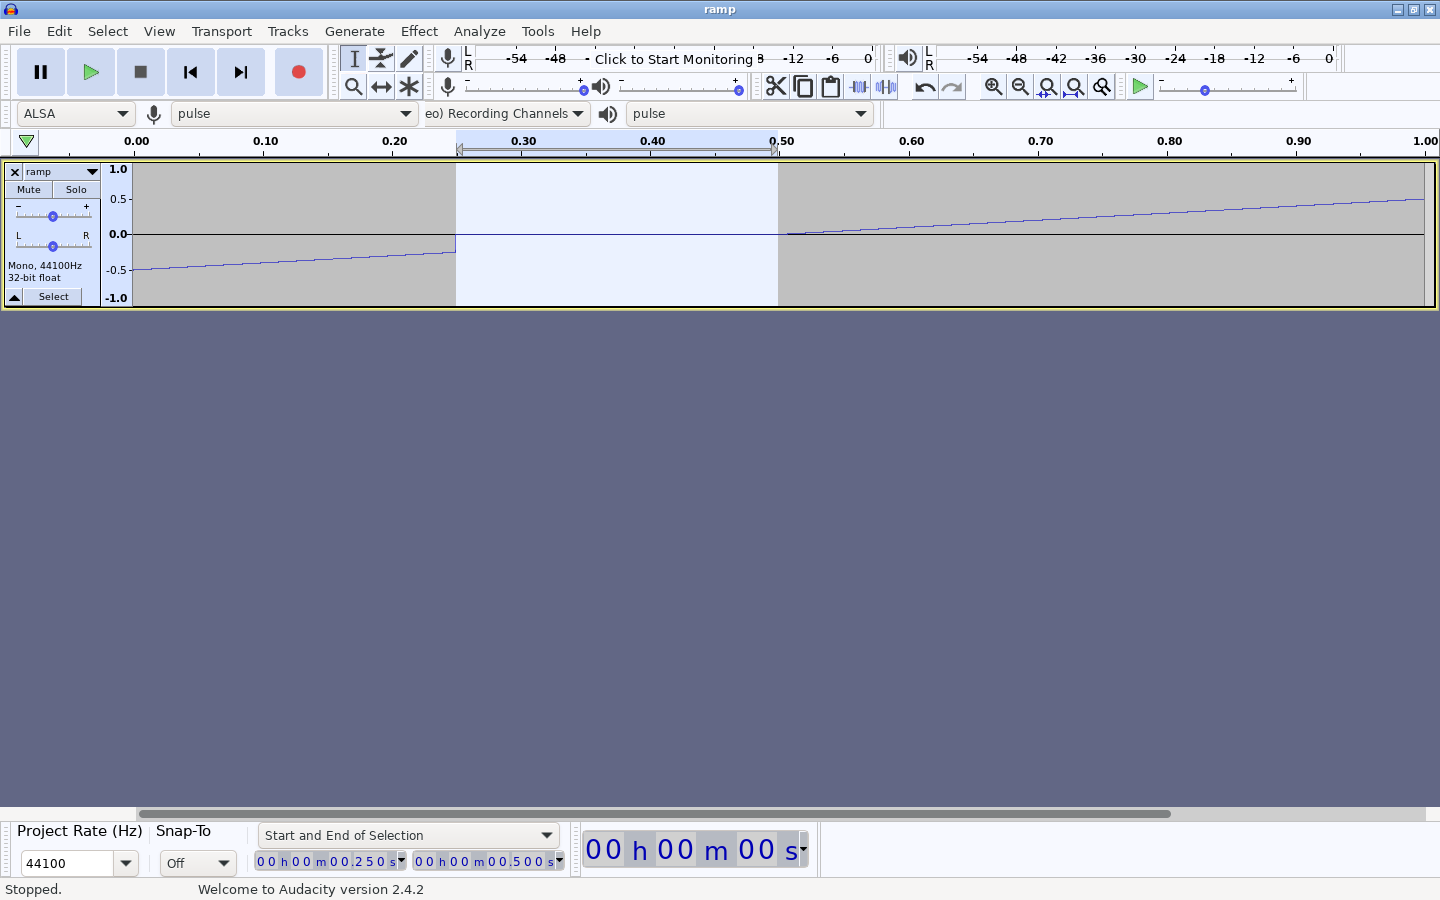 ramp
File Edit Select View Transport Tracks Generate Effect Analyze Tools Help
L R -54 -48 - Click to Start Monitoring -12 -6 0
L R -54 -48 -42 -36 -30 -24 -18 -12 -6 0
- + - +
- +
ALSA pulse eo) Recording Channels pulse
0.00 0.10 0.20 0.30 0.40 0.50 0.60 0.70 0.80 0.90 1.00
ramp
Mute Solo
- +
L R
Mono, 44100Hz
32-bit float
Select
1.0
0.5
0.0
-0.5
-1.0
Project Rate (Hz) Snap-To Start and End of Selection
44100 Off 00 h 00 m 00.250 s 00 h 00 m 00.500 s
00 h 00 m 00 s
Stopped. Welcome to Audacity version 2.4.2